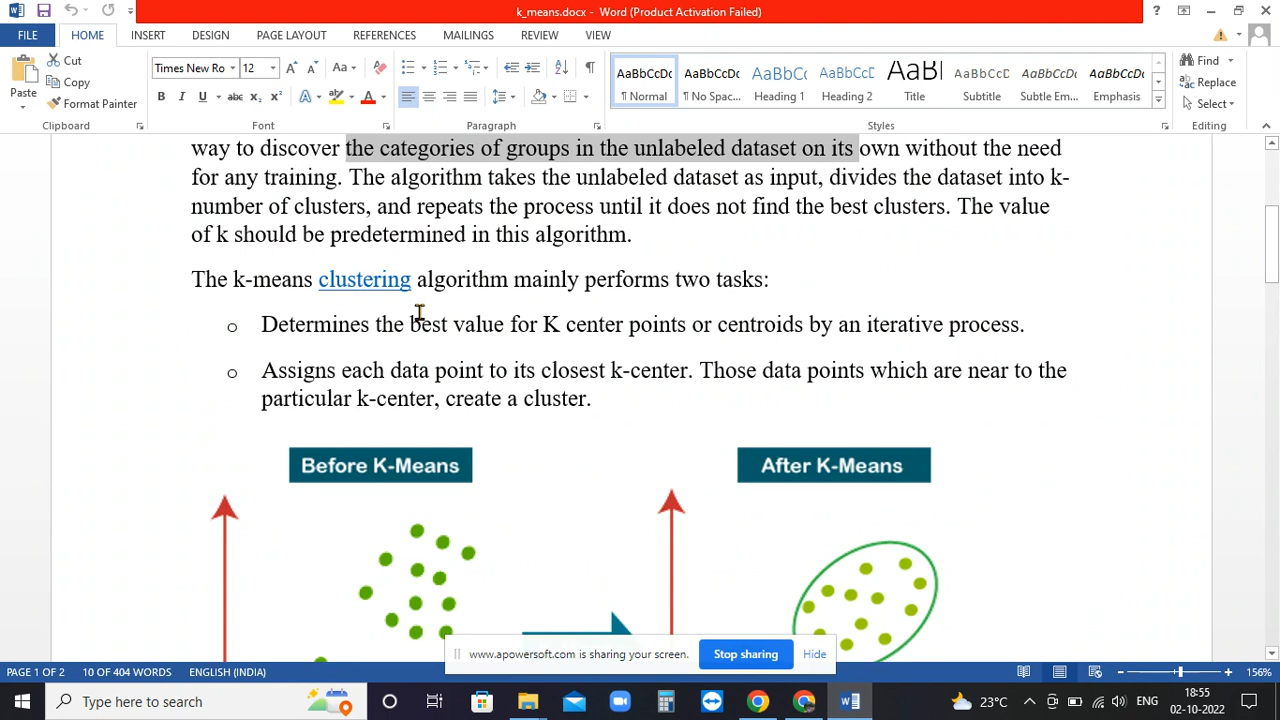 k_means.docx - Word (Product Activation Failed)
FILE HOME INSERT DESIGN PAGE LAYOUT REFERENCES MAILINGS REVIEW VIEW
Paste
Cut
Copy
Format Painter
Clipboard
Times New Ro 12
Font
Paragraph
AaBbCcDc AaBbCcDc AaBbC AaBbCcC AaBl AaBbCcD AaBbCcDc AaBbCcDc
¶ Normal ¶ No Spac... Heading 1 Heading 2 Title Subtitle Subtle Em... Emphasis
Styles
Find
Replace
Select
Editing
way to discover the categories of groups in the unlabeled dataset on its own without the need
for any training. The algorithm takes the unlabeled dataset as input, divides the dataset into k-
number of clusters, and repeats the process until it does not find the best clusters. The value
of k should be predetermined in this algorithm.
The k-means clustering algorithm mainly performs two tasks:
o Determines the best value for K center points or centroids by an iterative process.
o Assigns each data point to its closest k-center. Those data points which are near to the
particular k-center, create a cluster.
Before K-Means After K-Means
www.apowersoft.com is sharing your screen. Stop sharing Hide
PAGE 1 OF 2 10 OF 404 WORDS ENGLISH (INDIA) 156%
Type here to search 23°C ENG 18:55
02-10-2022